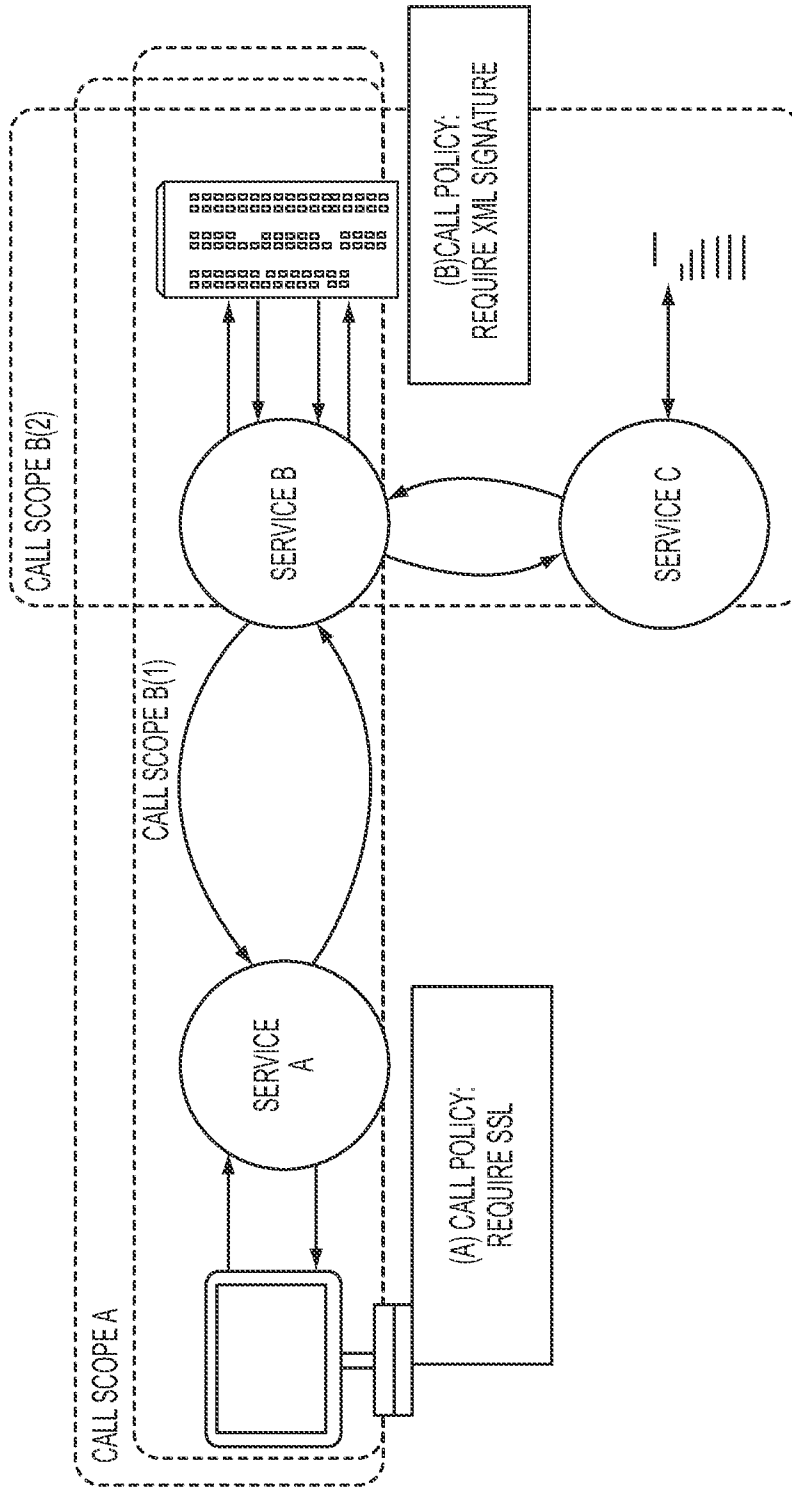 CALL SCOPE A
CALL SCOPE B(1)
CALL SCOPE B(2)
SERVICE
A
SERVICE B
SERVICE C
(A) CALL POLICY:
REQUIRE SSL
(B)CALL POLICY:
REQUIRE XML SIGNATURE